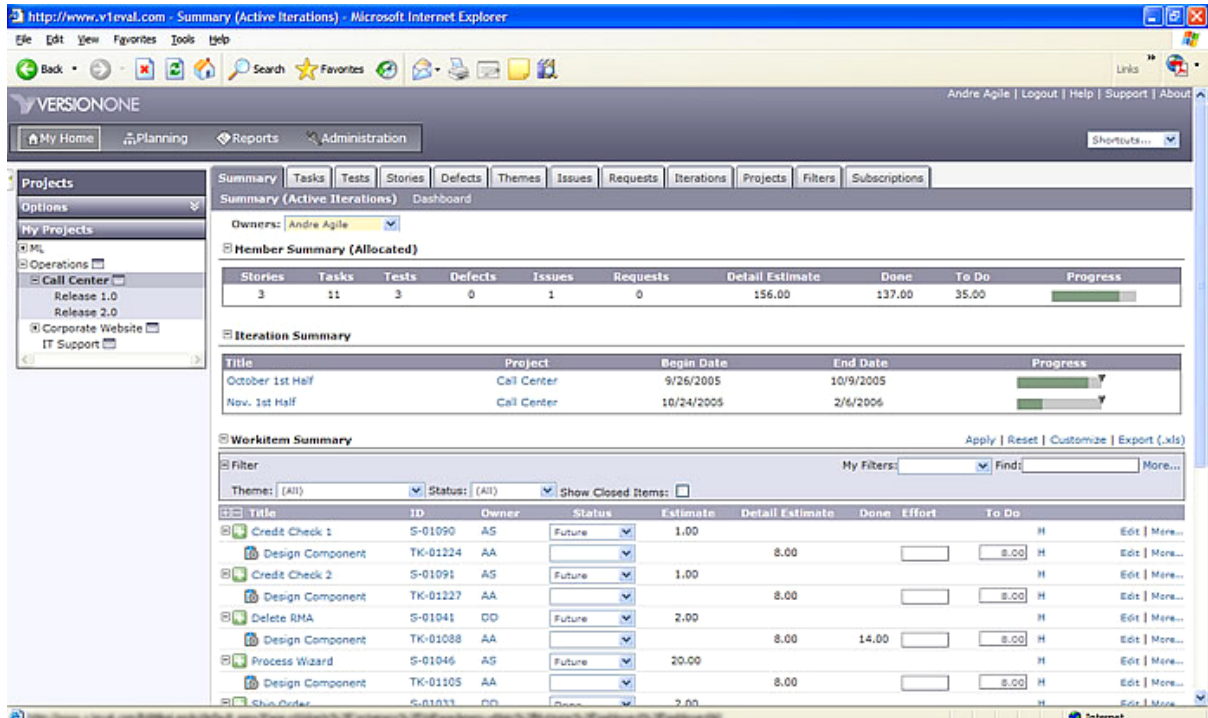 http://www.v1eval.com - Summary (Active Iterations) - Microsoft Internet Explorer
File Edit View Favorites Tools Help
Back Search Favorites Links
VERSIONONE
Andre Agile | Logout | Help | Support | About
My Home Planning Reports Administration
Shortcuts...
Projects
Options
My Projects
ML
Operations
Call Center
Release 1.0
Release 2.0
Corporate Website
IT Support
Summary Tasks Tests Stories Defects Themes Issues Requests Iterations Projects Filters Subscriptions
Summary (Active Iterations) Dashboard
Owners: Andre Agile
Member Summary (Allocated)
Stories Tasks Tests Defects Issues Requests Detail Estimate Done To Do Progress
3 11 3 0 1 0 156.00 137.00 35.00
Iteration Summary
Title Project Begin Date End Date Progress
October 1st Half Call Center 9/26/2005 10/9/2005
Nov. 1st Half Call Center 10/24/2005 2/6/2006
Workitem Summary Apply | Reset | Customize | Export (.xls)
Filter My Filters: Find: More...
Theme: (All) Status: (All) Show Closed Items:
Title ID Owner Status Estimate Detail Estimate Done Effort To Do
Credit Check 1 S-01090 AS Future 1.00 H Edit | More...
Design Component TK-01224 AA 8.00 8.00 H Edit | More...
Credit Check 2 S-01091 AS Future 1.00 H Edit | More...
Design Component TK-01227 AA 8.00 8.00 H Edit | More...
Delete RMA S-01041 DD Future 2.00 H Edit | More...
Design Component TK-01088 AA 8.00 14.00 8.00 H Edit | More...
Process Wizard S-01046 AS Future 20.00 H Edit | More...
Design Component TK-01105 AA 8.00 8.00 H Edit | More...
Ship Order S-01033 DD Done 2.00 H Edit | More...
Internet